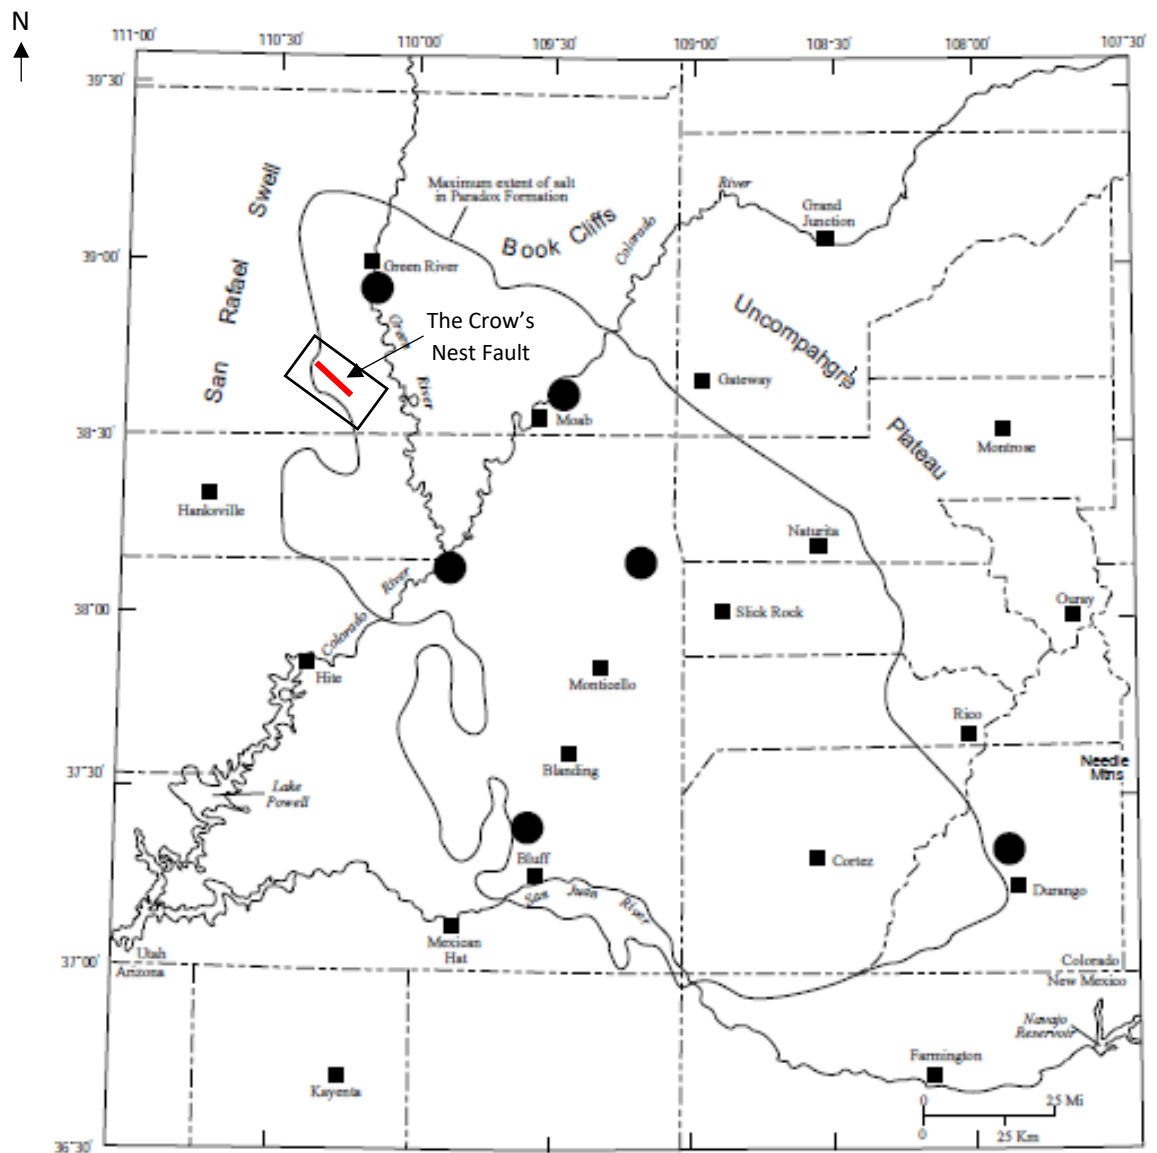 N
111°00'
110°30'
110°00'
109°30'
109°00'
108°30'
108°00'
107°30'
39°30'
Swell
Rafael
San
Maximum extent of salt
in Paradox Formation
Book Cliffs
Colorado
River
Grand
Junction
39°00'
Green River
Green
River
The Crow's
Nest Fault
Uncompahgre
Plateau
Gateway
Moab
38°30'
Montrose
Hanksville
Naturita
River
Colorado
38°00'
Slick Rock
Ouray
Hite
Monticello
Rico
Needle
Mtns
37°30'
Lake
Powell
Blanding
Bluff
San Juan River
Cortez
Durango
Mexican
Hat
Utah
Arizona
37°00'
Colorado
New Mexico
Navajo
Reservoir
Farmington
Kayenta
0 25 Mi
0 25 Km
36°30'